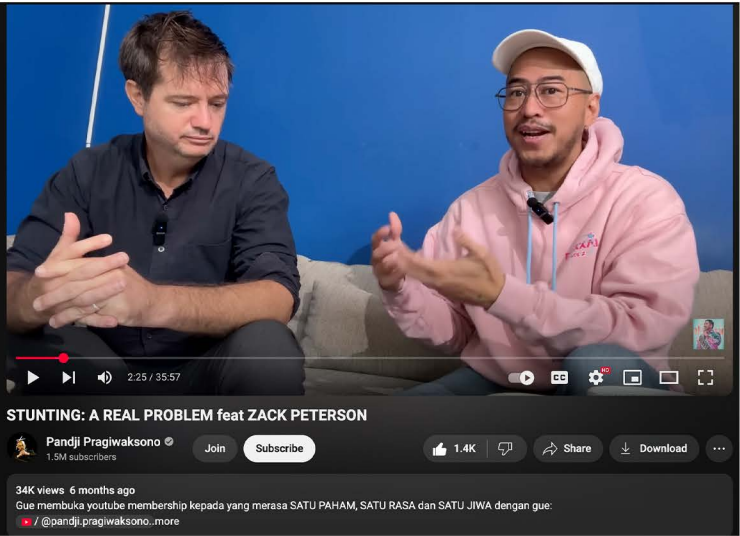 2:25 / 35:57
CC
HD
STUNTING: A REAL PROBLEM feat ZACK PETERSON
Pandji Pragiwaksono
1.5M subscribers
Join
Subscribe
1.4K
Share
Download
34K views 6 months ago
Gue membuka youtube membership kepada yang merasa SATU PAHAM, SATU RASA dan SATU JIWA dengan gue:
/ @pandji.pragiwaksono...more